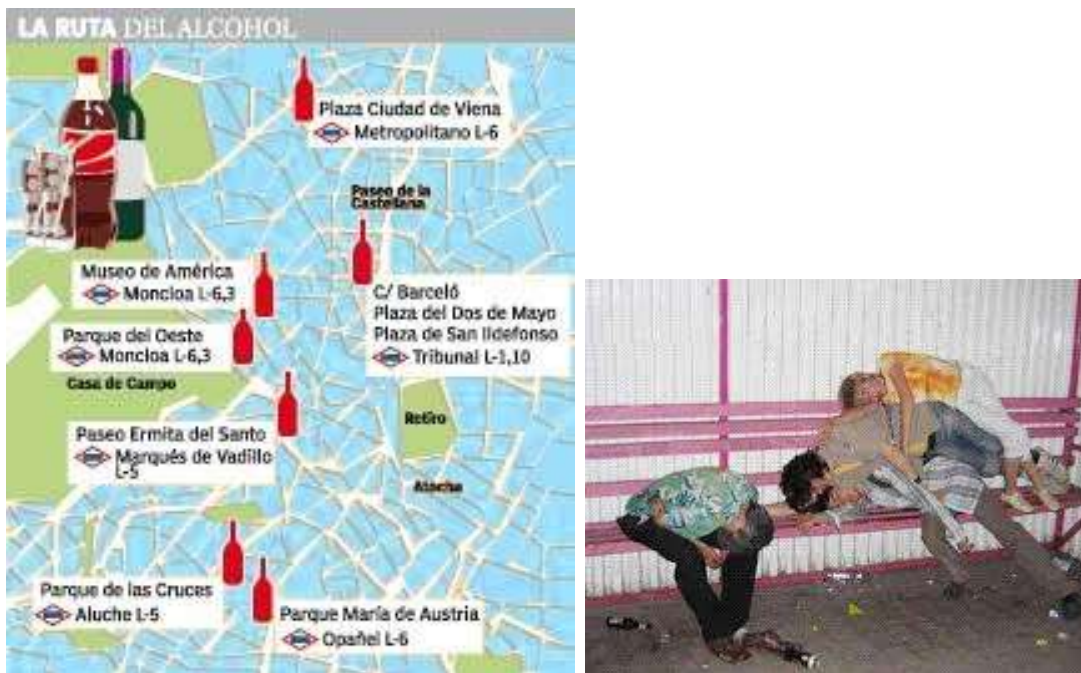 LA RUTA DEL ALCOHOL
Plaza Ciudad de Viena
Metropolitano L-6
Paseo de la
Castellana
Museo de América
Moncloa L-6,3
C/ Barceló
Plaza del Dos de Mayo
Plaza de San Ildefonso
Tribunal L-1,10
Parque del Oeste
Moncloa L-6,3
Casa de Campo
Retiro
Paseo Ermita del Santo
Marqués de Vadillo
L-5
Atocha
Parque de las Cruces
Aluche L-5
Parque María de Austria
Opañel L-6